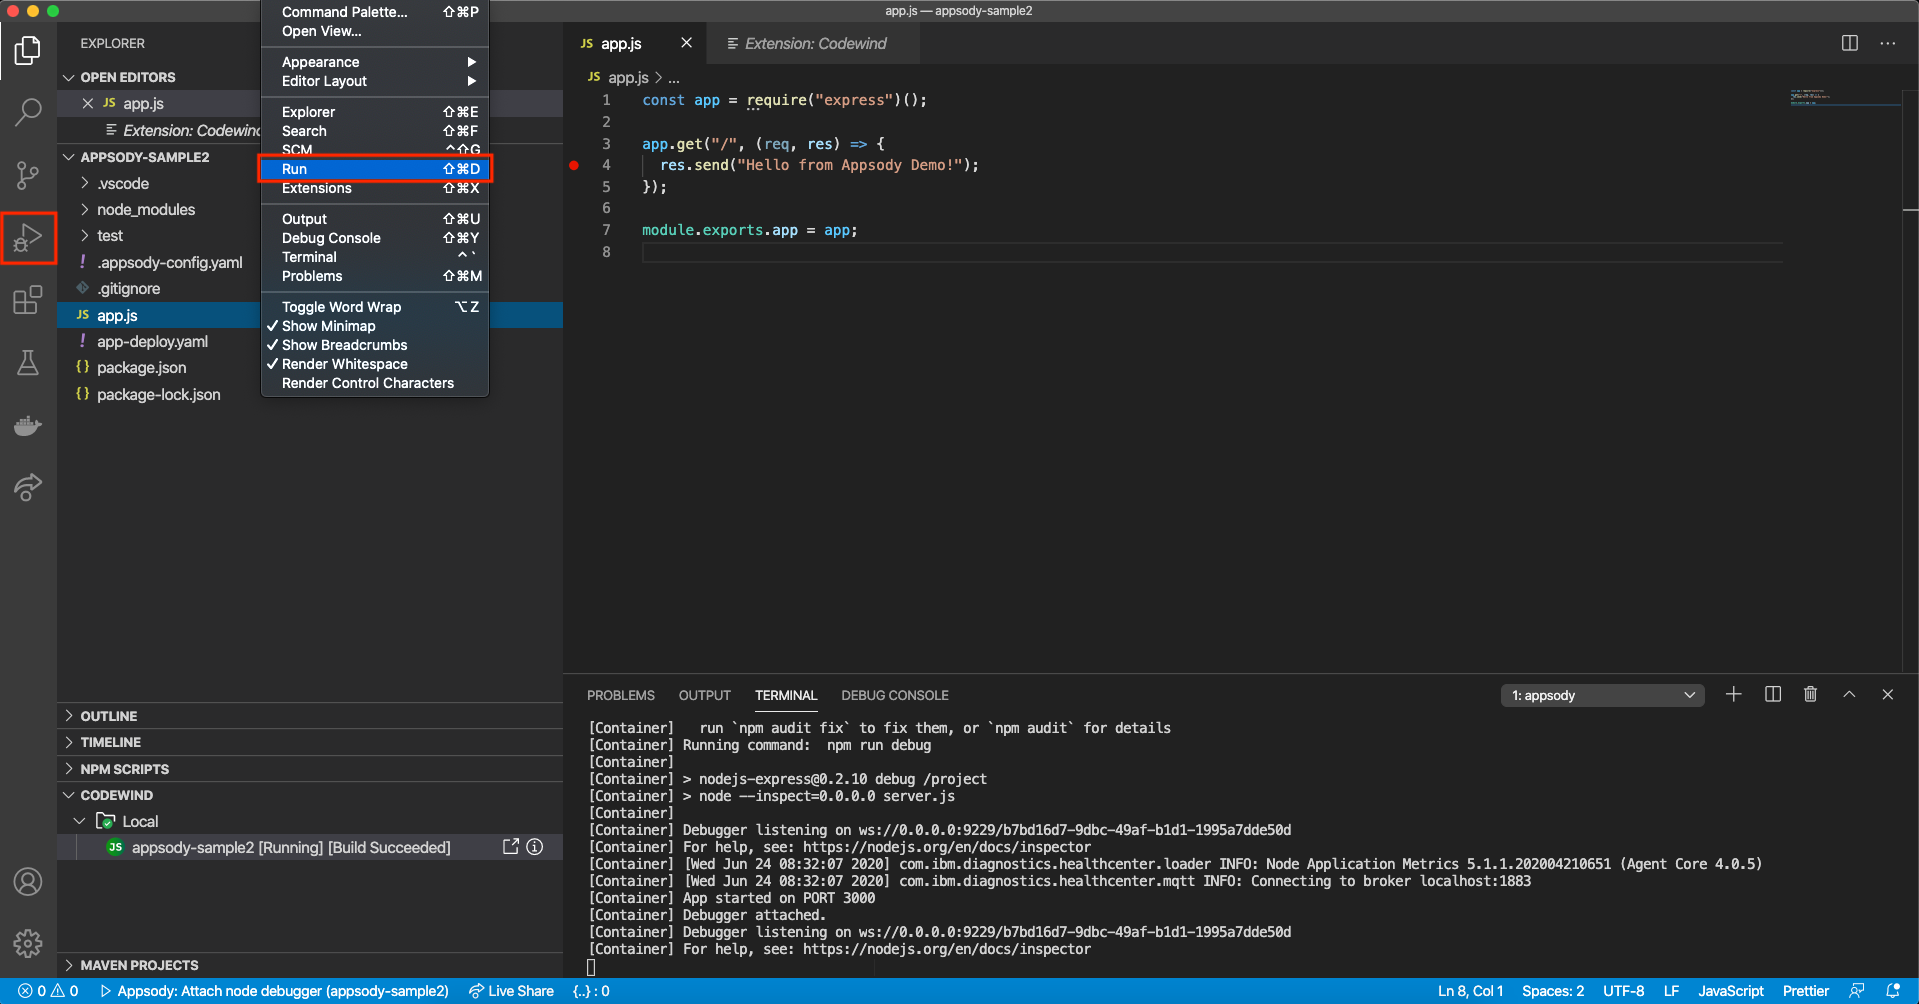 app.js — appsody-sample2
EXPLORER
OPEN EDITORS
JS app.js
Extension: Codewind
APPSODY-SAMPLE2
.vscode
node_modules
test
! .appsody-config.yaml
.gitignore
JS app.js
! app-deploy.yaml
{} package.json
{} package-lock.json
OUTLINE
TIMELINE
NPM SCRIPTS
CODEWIND
Local
JS appsody-sample2 [Running] [Build Succeeded]
MAVEN PROJECTS
Command Palette... ⇧⌘P
Open View...
Appearance ▶
Editor Layout ▶
Explorer ⇧⌘E
Search ⇧⌘F
SCM ⌃⇧G
Run ⇧⌘D
Extensions ⇧⌘X
Output ⇧⌘U
Debug Console ⇧⌘Y
Terminal ⌃`
Problems ⇧⌘M
Toggle Word Wrap ⌥Z
✓ Show Minimap
✓ Show Breadcrumbs
✓ Render Whitespace
Render Control Characters
JS app.js
Extension: Codewind
JS app.js > ...
1 const app = require("express")();
2
3 app.get("/", (req, res) => {
4 res.send("Hello from Appsody Demo!");
5 });
6
7 module.exports.app = app;
8
PROBLEMS OUTPUT TERMINAL DEBUG CONSOLE
1: appsody
[Container] run `npm audit fix` to fix them, or `npm audit` for details
[Container] Running command: npm run debug
[Container]
[Container] > nodejs-express@0.2.10 debug /project
[Container] > node --inspect=0.0.0.0 server.js
[Container]
[Container] Debugger listening on ws://0.0.0.0:9229/b7bd16d7-9dbc-49af-b1d1-1995a7dde50d
[Container] For help, see: https://nodejs.org/en/docs/inspector
[Container] [Wed Jun 24 08:32:07 2020] com.ibm.diagnostics.healthcenter.loader INFO: Node Application Metrics 5.1.1.202004210651 (Agent Core 4.0.5)
[Container] [Wed Jun 24 08:32:07 2020] com.ibm.diagnostics.healthcenter.mqtt INFO: Connecting to broker localhost:1883
[Container] App started on PORT 3000
[Container] Debugger attached.
[Container] Debugger listening on ws://0.0.0.0:9229/b7bd16d7-9dbc-49af-b1d1-1995a7dde50d
[Container] For help, see: https://nodejs.org/en/docs/inspector
0 0 Appsody: Attach node debugger (appsody-sample2) Live Share {..} : 0 Ln 8, Col 1 Spaces: 2 UTF-8 LF JavaScript Prettier